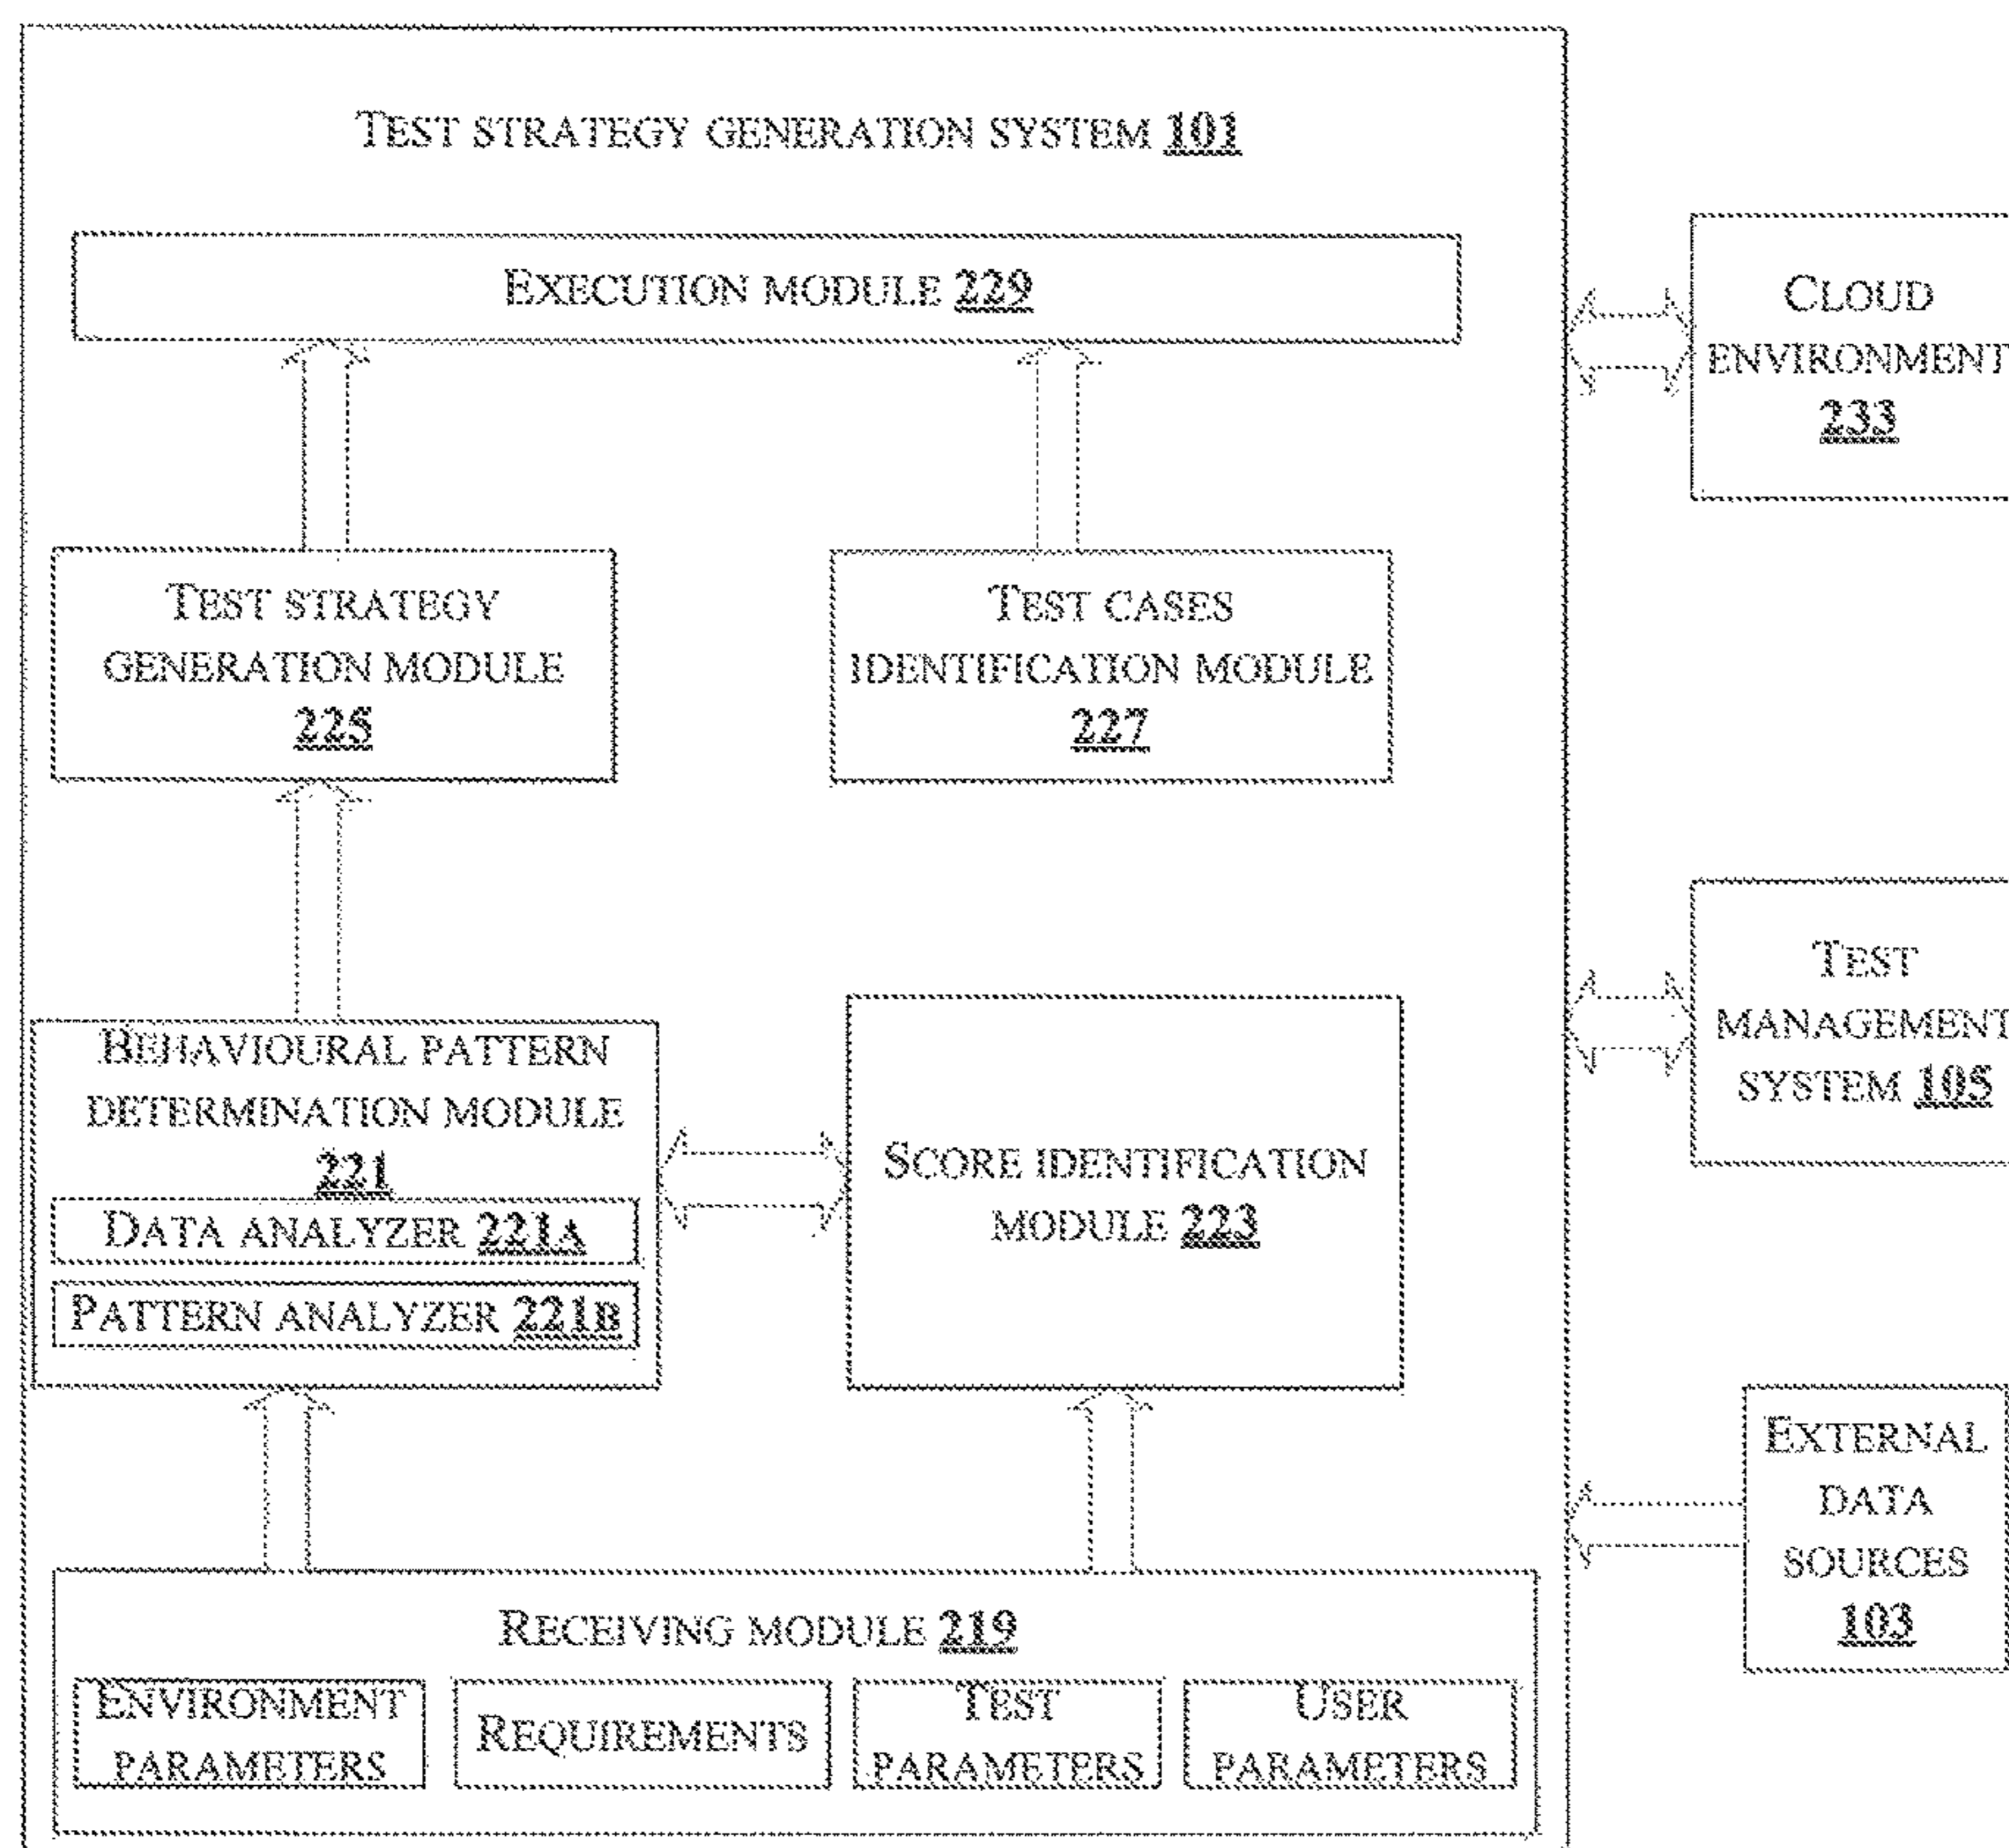 TEST STRATEGY GENERATION SYSTEM 101
EXECUTION MODULE 229
CLOUD
ENVIRONMENT
233
TEST STRATEGY
GENERATION MODULE
225
TEST CASES
IDENTIFICATION MODULE
227
TEST
MANAGEMENT
SYSTEM 105
BEHAVIOURAL PATTERN
DETERMINATION MODULE
221
DATA ANALYZER 221A
PATTERN ANALYZER 221B
SCORE IDENTIFICATION
MODULE 223
EXTERNAL
DATA
SOURCES
103
RECEIVING MODULE 219
ENVIRONMENT
PARAMETERS
REQUIREMENTS
TEST
PARAMETERS
USER
PARAMETERS